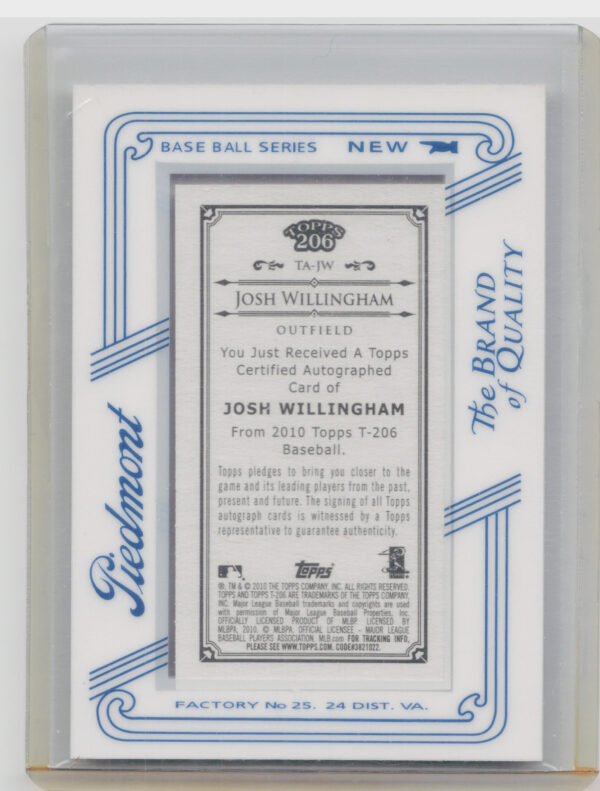 BASE BALL SERIES NEW
TOPPS
206
TA-JW
JOSH WILLINGHAM
OUTFIELD
You Just Received A Topps
Certified Autographed
Card of
JOSH WILLINGHAM
From 2010 Topps T-206
Baseball.
Topps pledges to bring you closer to the
game and its leading players from the past,
present and future. The signing of all Topps
autograph cards is witnessed by a Topps
representative to guarantee authenticity.
Topps
®, TM & © 2010 THE TOPPS COMPANY, INC. ALL RIGHTS RESERVED.
TOPPS AND TOPPS T-206 ARE TRADEMARKS OF THE TOPPS COMPANY,
INC. Major League Baseball trademarks and copyrights are used
with permission of Major League Baseball Properties, Inc.
OFFICIALLY LICENSED PRODUCT OF MLBP. LICENSED BY
MLBPA, 2010. © MLBPA, OFFICIAL LICENSEE - MAJOR LEAGUE
BASEBALL PLAYERS ASSOCIATION. MLB.com FOR TRACKING INFO,
PLEASE SEE WWW.TOPPS.COM. CODE#3821022.
Piedmont
The BRAND
of QUALITY
FACTORY No 25. 24 DIST. VA.